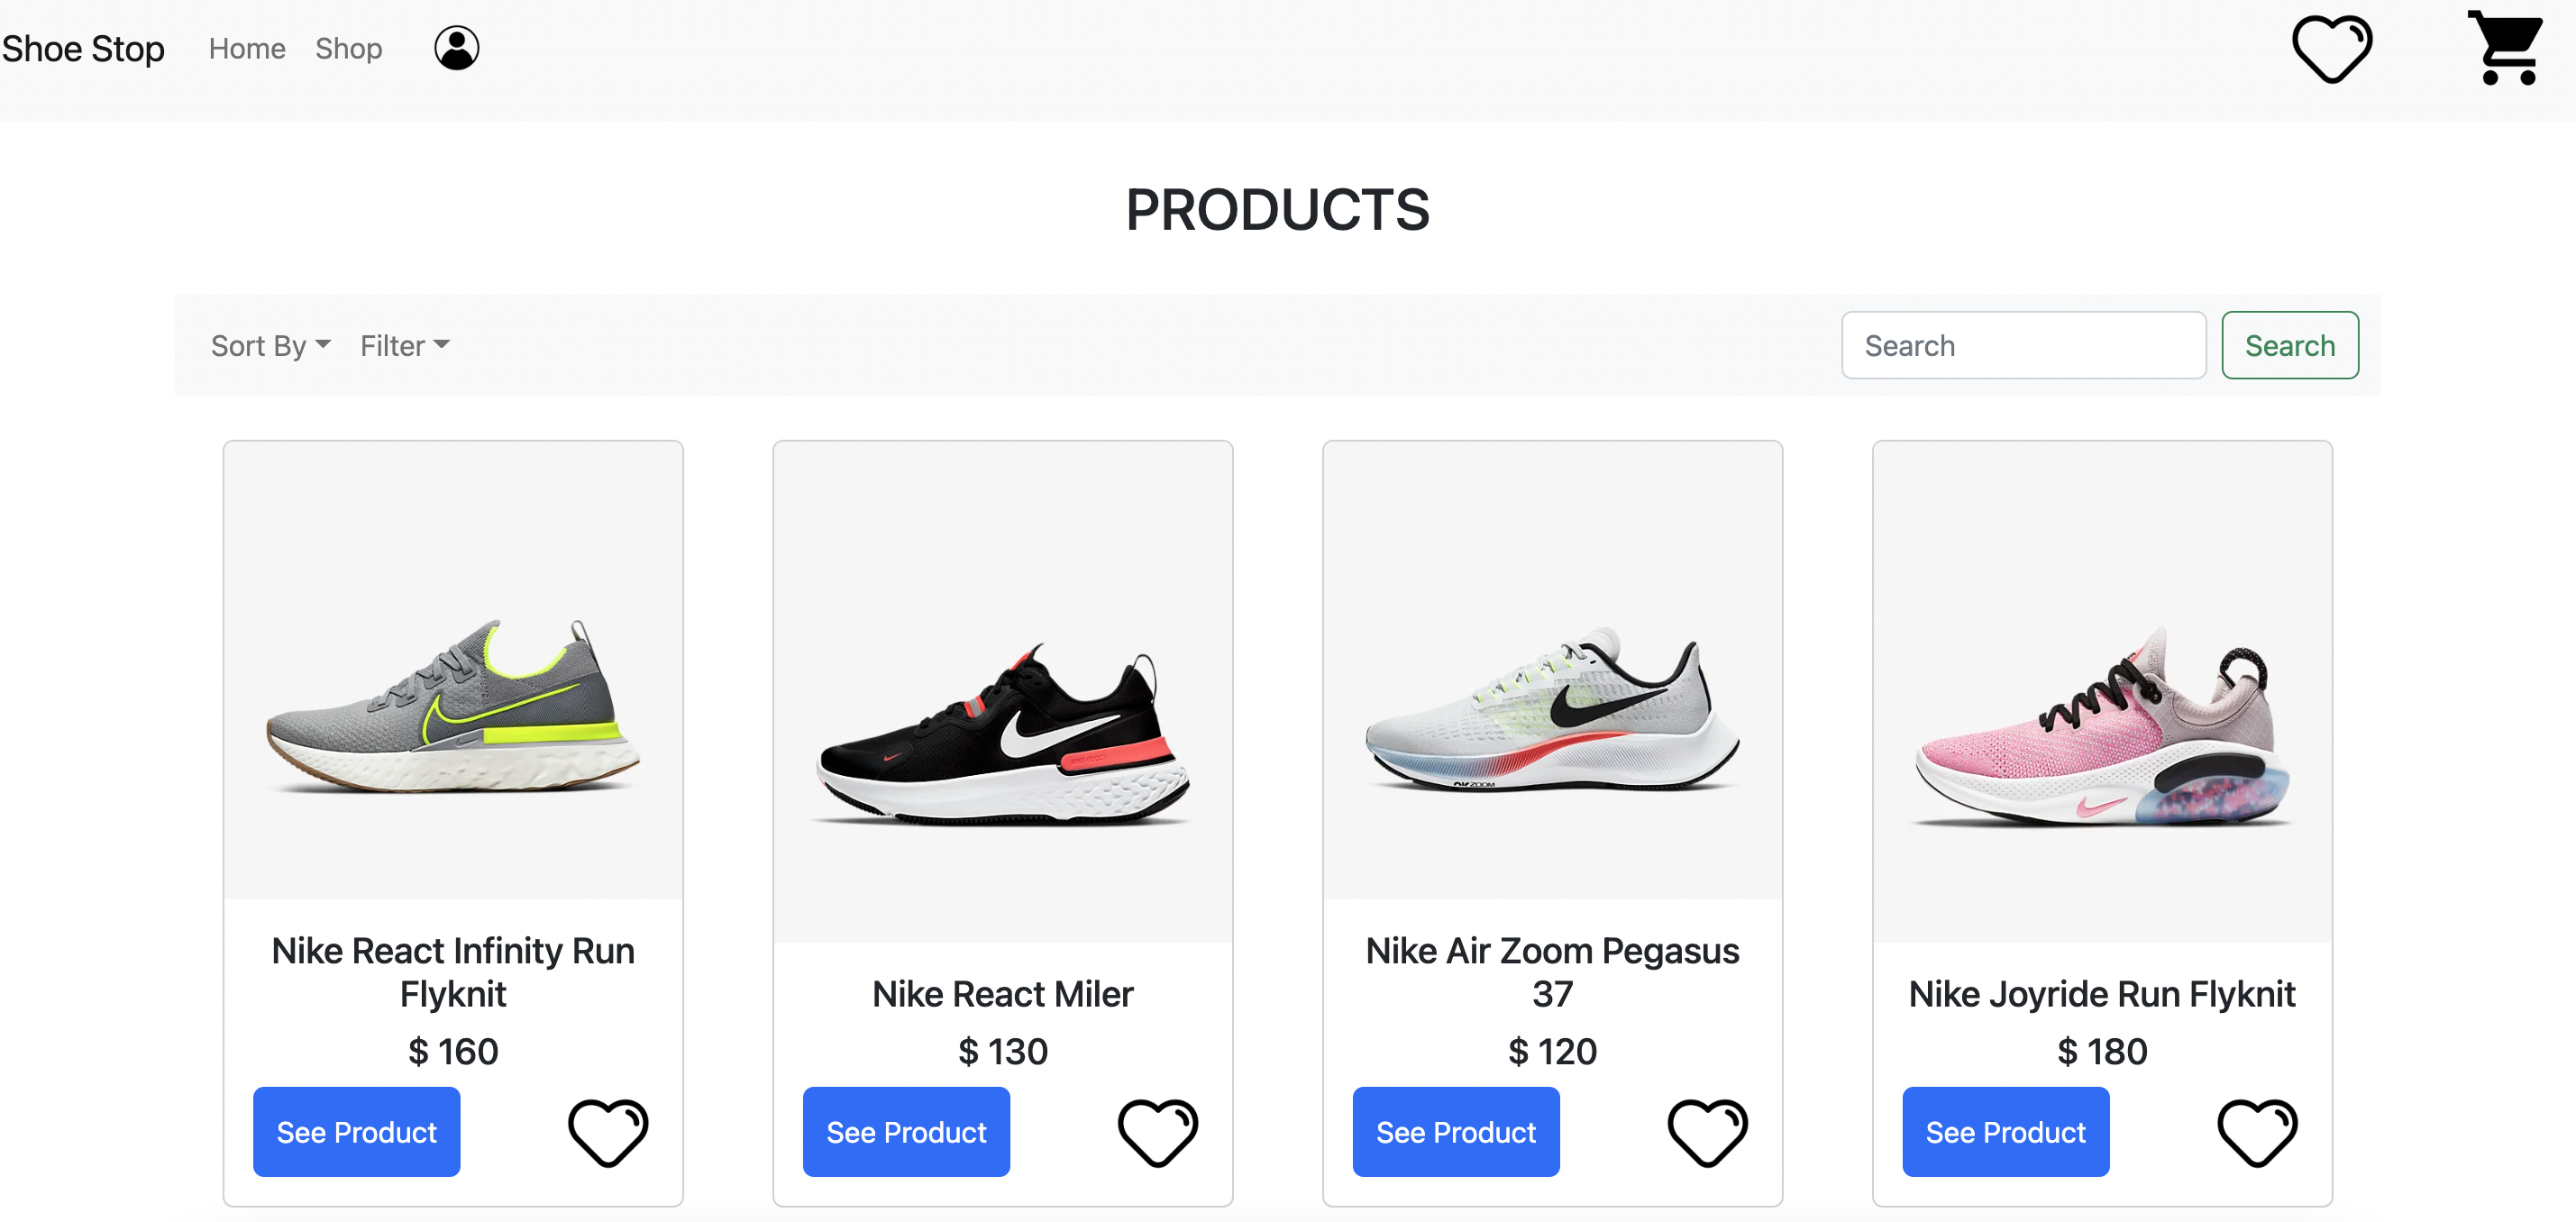 Shoe Stop Home Shop
PRODUCTS
Sort By Filter Search Search
Nike React Infinity Run
Flyknit
$ 160
See Product
Nike React Miler
$ 130
See Product
Nike Air Zoom Pegasus
37
$ 120
See Product
Nike Joyride Run Flyknit
$ 180
See Product